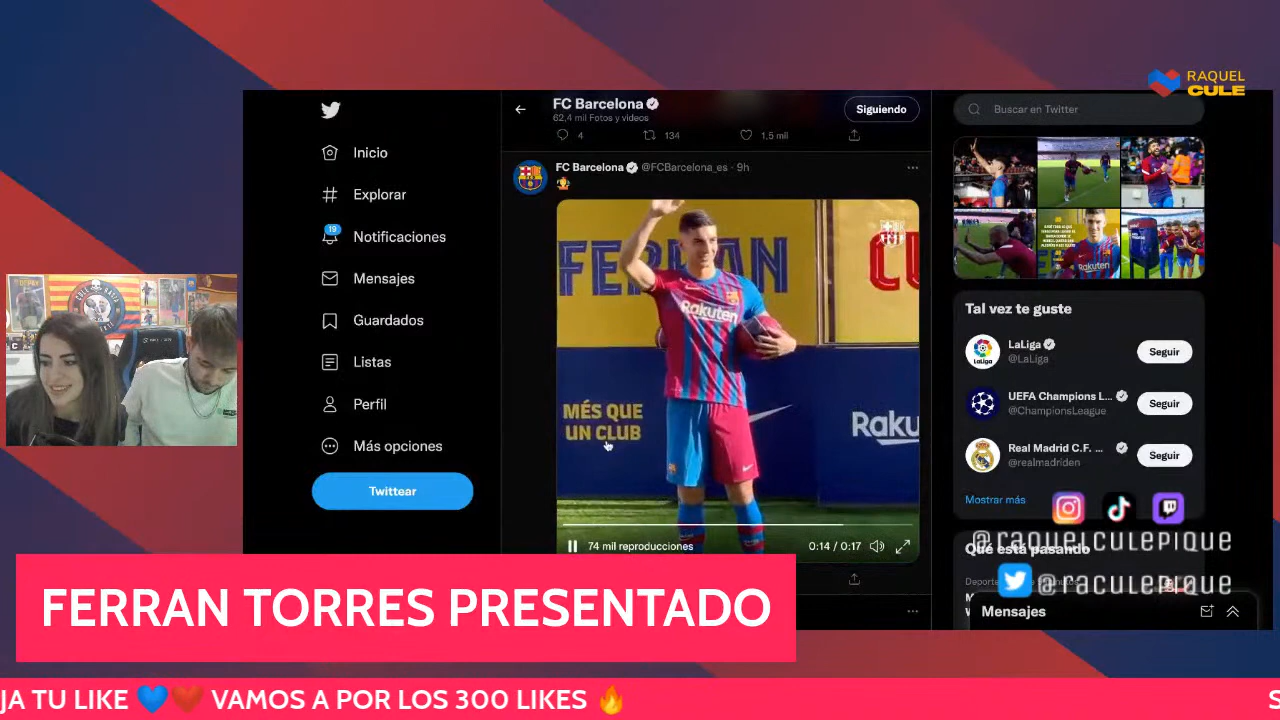 RAQUEL
CULE
Inicio
Explorar
19
Notificaciones
Mensajes
Guardados
Listas
Perfil
Más opciones
Twittear
FC Barcelona
62,4 mil Fotos y videos
Siguiendo
4
134
1,5 mil
FC Barcelona @FCBarcelona_es · 9h
FERRAN
CU
Rakuten
MÉS QUE
UN CLUB
Raku
74 mil reproducciones
0:14 / 0:17
Buscar en Twitter
Rakuten
Tal vez te guste
LaLiga
@LaLiga
Seguir
UEFA Champions L...
@ChampionsLeague
Seguir
Real Madrid C.F. ...
@realmadriden
Seguir
Mostrar más
@raquelculepique
Qué está pasando
@raculepique
Mensajes
FERRAN TORRES PRESENTADO
JA TU LIKE 💙❤️ VAMOS A POR LOS 300 LIKES 🔥
S